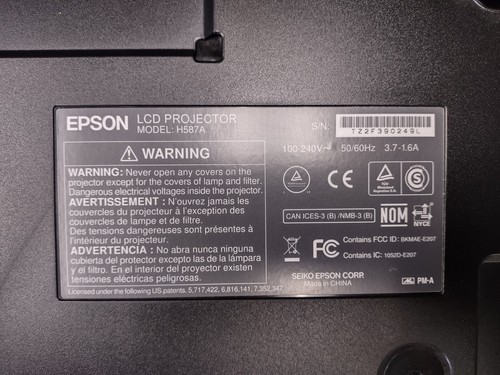 EPSON LCD PROJECTOR
MODEL: H587A
S/N:
TZ2F390249L
100-240V~ 50/60Hz 3.7-1.6A
WARNING
WARNING: Never open any covers on the
projector except for the covers of lamp and filter.
Dangerous electrical voltages inside the projector.
AVERTISSEMENT : N'ouvrez jamais les
couvercles du projecteur à l'exception des
couvercles de lampe et de filtre.
Des tensions dangereuses sont présentes à
l'intérieur du projecteur.
ADVERTENCIA : No abra nunca ninguna
cubierta del proyector excepto las de la lámpara
y el filtro. En el interior del proyector existen
tensiones eléctricas peligrosas.
Licensed under the following US.patents. 5,717,422, 6,816,141, 7,352,347
CE
TÜV
S
CAN ICES-3 (B) /NMB-3 (B)
NOM
NYCE
FC
Contains FCC ID: BKMAE-E207
Contains IC: 1052D-E207
SEIKO EPSON CORP.
Made in CHINA
PM-A